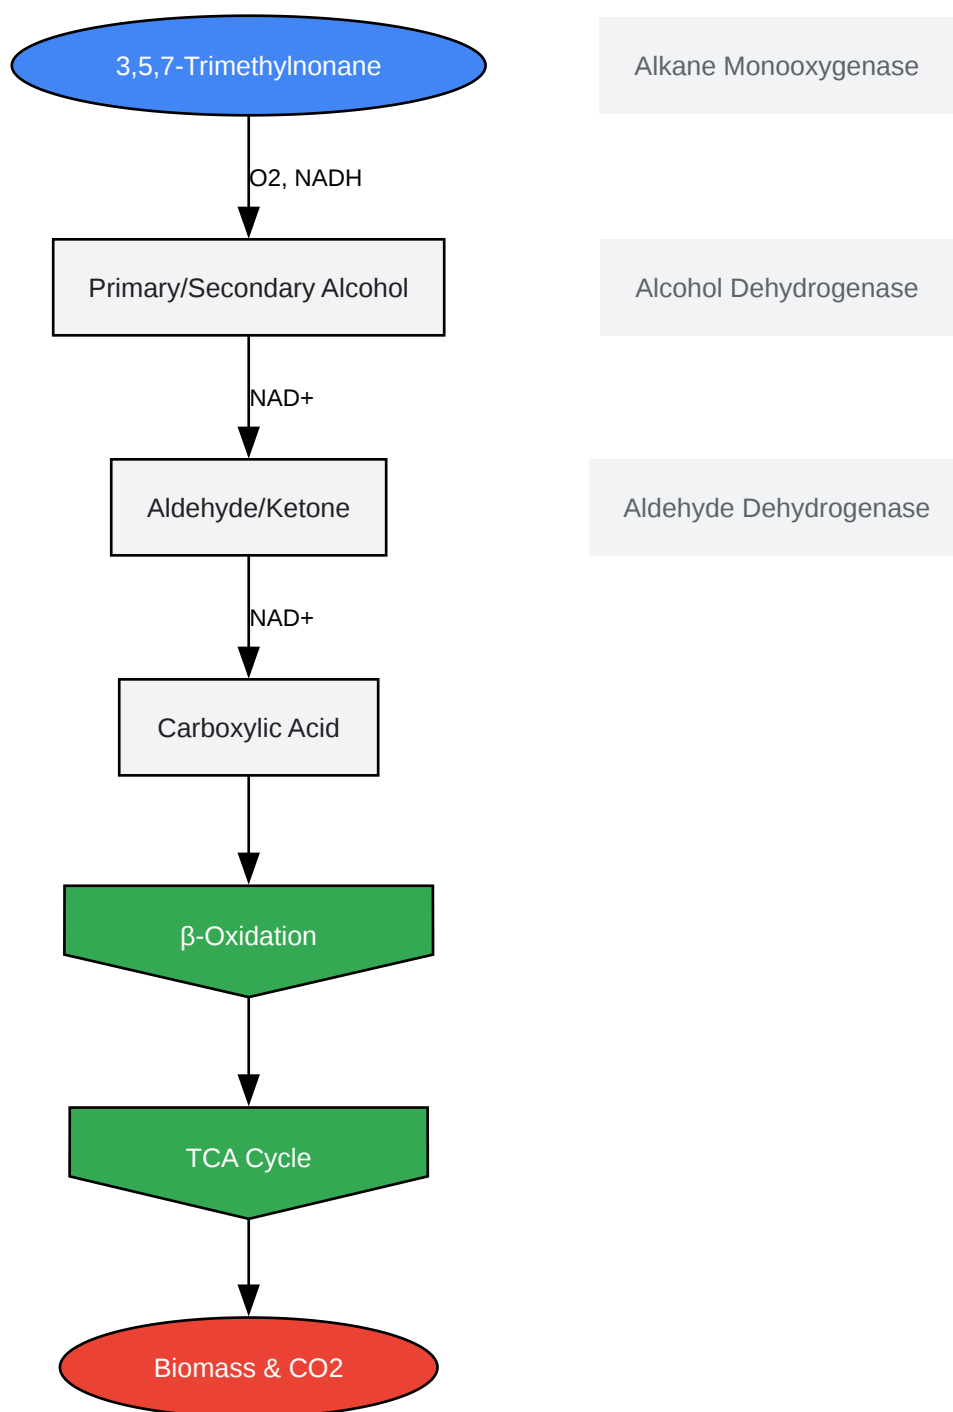 3,5,7-Trimethylnonane
Alkane Monooxygenase
O2, NADH
Primary/Secondary Alcohol
Alcohol Dehydrogenase
NAD+
Aldehyde/Ketone
Aldehyde Dehydrogenase
NAD+
Carboxylic Acid
β-Oxidation
TCA Cycle
Biomass & CO2